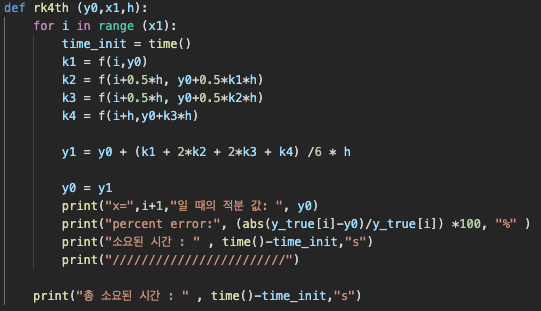 def rk4th (y0,x1,h):
    for i in range (x1):
        time_init = time()
        k1 = f(i,y0)
        k2 = f(i+0.5*h, y0+0.5*k1*h)
        k3 = f(i+0.5*h, y0+0.5*k2*h)
        k4 = f(i+h,y0+k3*h)

        y1 = y0 + (k1 + 2*k2 + 2*k3 + k4) /6 * h

        y0 = y1
        print("x=",i+1,"일 때의 적분 값: ", y0)
        print("percent error:", (abs(y_true[i]-y0)/y_true[i]) *100, "%" )
        print("소요된 시간 : " , time()-time_init,"s")
        print("////////////////////////")

    print("총 소요된 시간 : " , time()-time_init,"s")